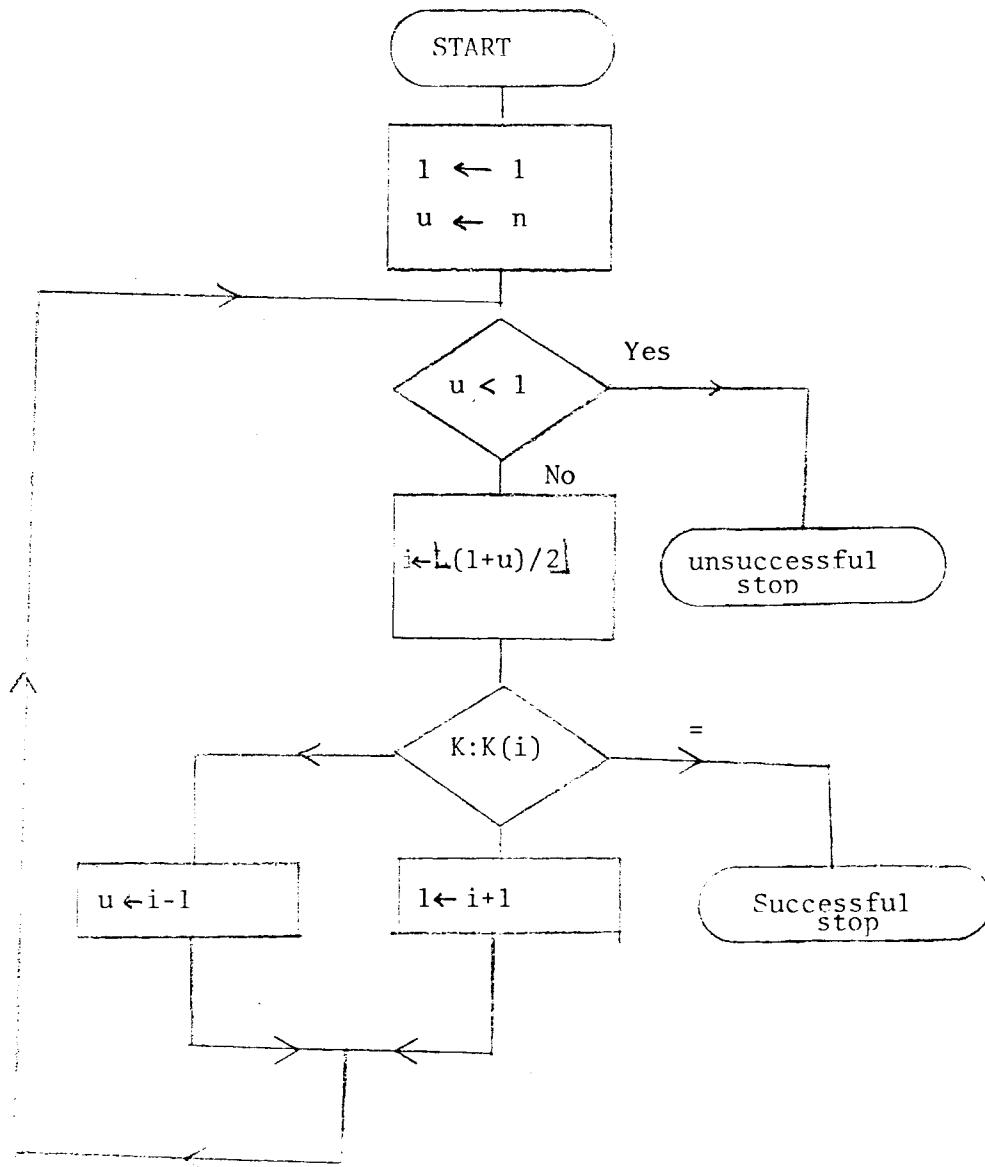 START
l ← 1
u ← n
Yes
u < l
No
i←⌊(l+u)/2⌋
unsuccessful
stop
K:K(i)
=
u ←i-1
l← i+1
Successful
stop